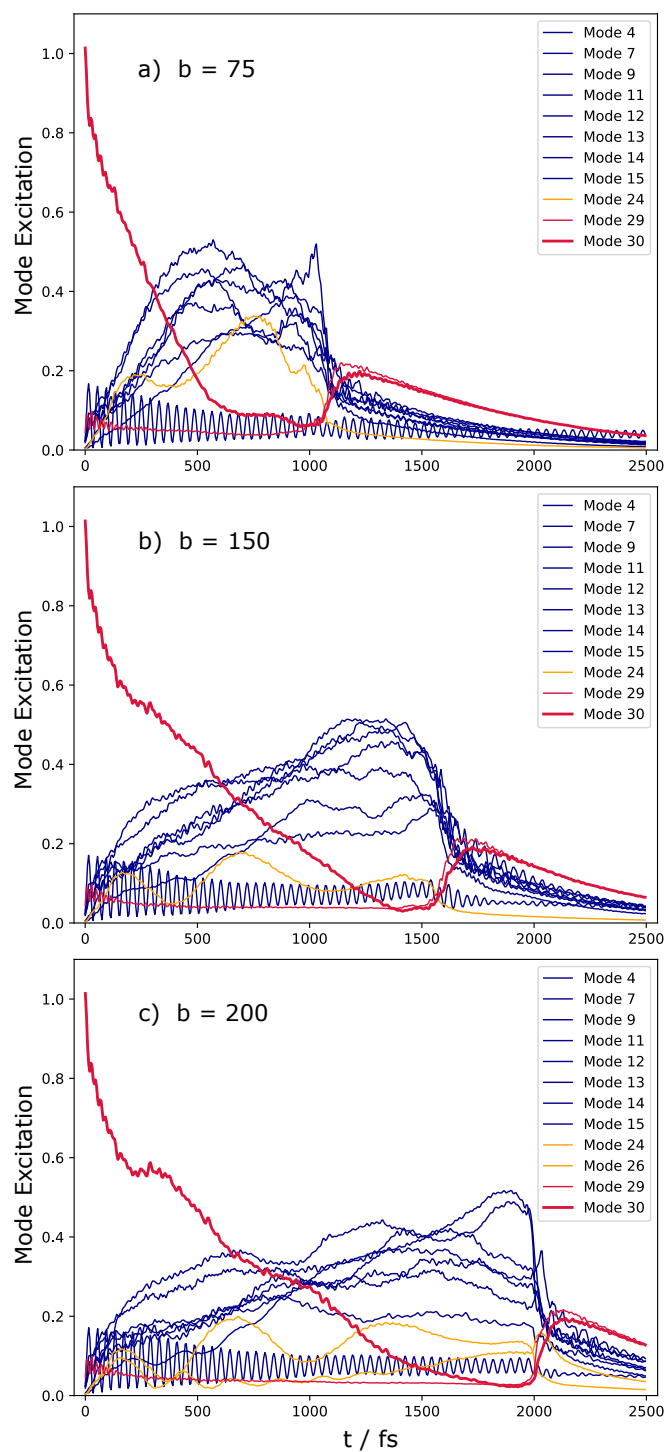 a)  b = 75
Mode Excitation
1.0
0.8
0.6
0.4
0.2
0.0
0
500
1000
1500
2000
2500
Mode 4
Mode 7
Mode 9
Mode 11
Mode 12
Mode 13
Mode 14
Mode 15
Mode 24
Mode 29
Mode 30
b)  b = 150
Mode Excitation
1.0
0.8
0.6
0.4
0.2
0.0
0
500
1000
1500
2000
2500
Mode 4
Mode 7
Mode 9
Mode 11
Mode 12
Mode 13
Mode 14
Mode 15
Mode 24
Mode 29
Mode 30
c)  b = 200
Mode Excitation
1.0
0.8
0.6
0.4
0.2
0.0
0
500
1000
1500
2000
2500
Mode 4
Mode 7
Mode 9
Mode 11
Mode 12
Mode 13
Mode 14
Mode 15
Mode 24
Mode 26
Mode 29
Mode 30
t / fs